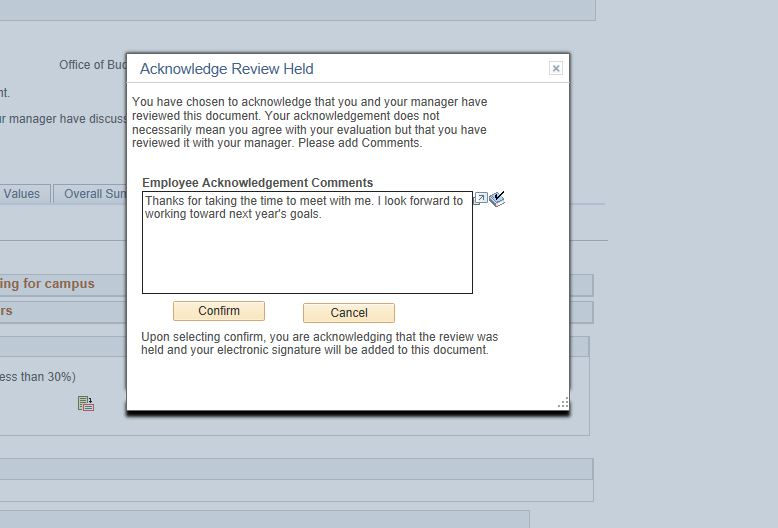 Office of
Acknowledge Review Held
You have chosen to acknowledge that you and your manager have
reviewed this document. Your acknowledgement does not
necessarily mean you agree with your evaluation but that you have
reviewed it with your manager. Please add Comments.
manager have
Employee Acknowledgement Comments
Thanks for taking the time to meet with me. I look forward to
working toward next year's goals.
Values
Overall
ing for campus
rs
Confirm
Cancel
Upon selecting confirm, you are acknowledging that the review was
held and your electronic signature will be added to this document.
ess than 30%)